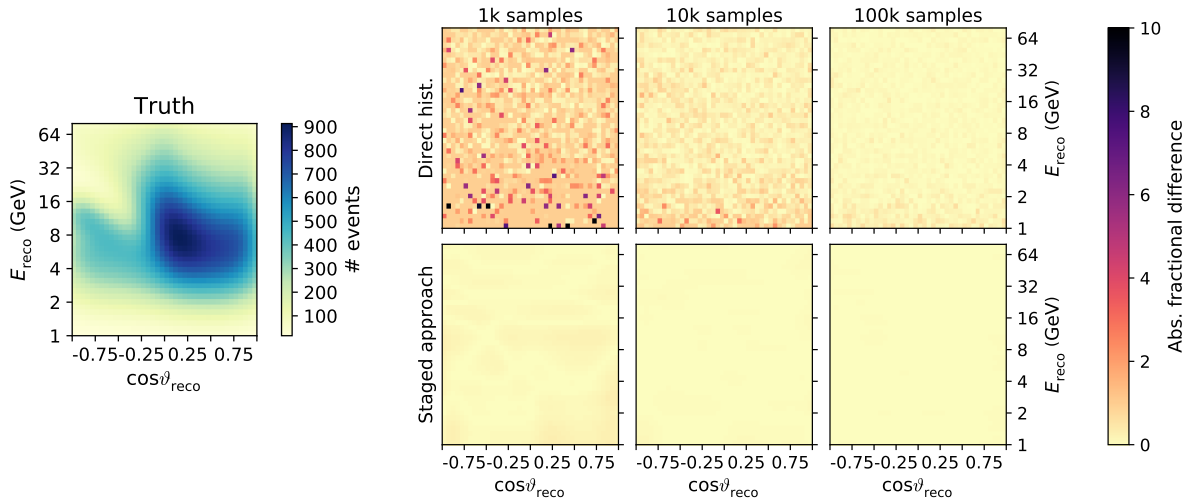 Truth
64
32
16
8
4
2
1
E_reco (GeV)
-0.75-0.25 0.25 0.75
cosϑ_reco
900
800
700
600
500
400
300
200
100
# events
1k samples
10k samples
100k samples
Direct hist.
64
32
16
8
4
2
1
E_reco (GeV)
Staged approach
64
32
16
8
4
2
1
E_reco (GeV)
-0.75-0.25 0.25 0.75
-0.75-0.25 0.25 0.75
-0.75-0.25 0.25 0.75
cosϑ_reco
cosϑ_reco
cosϑ_reco
10
8
6
4
2
0
Abs. fractional difference